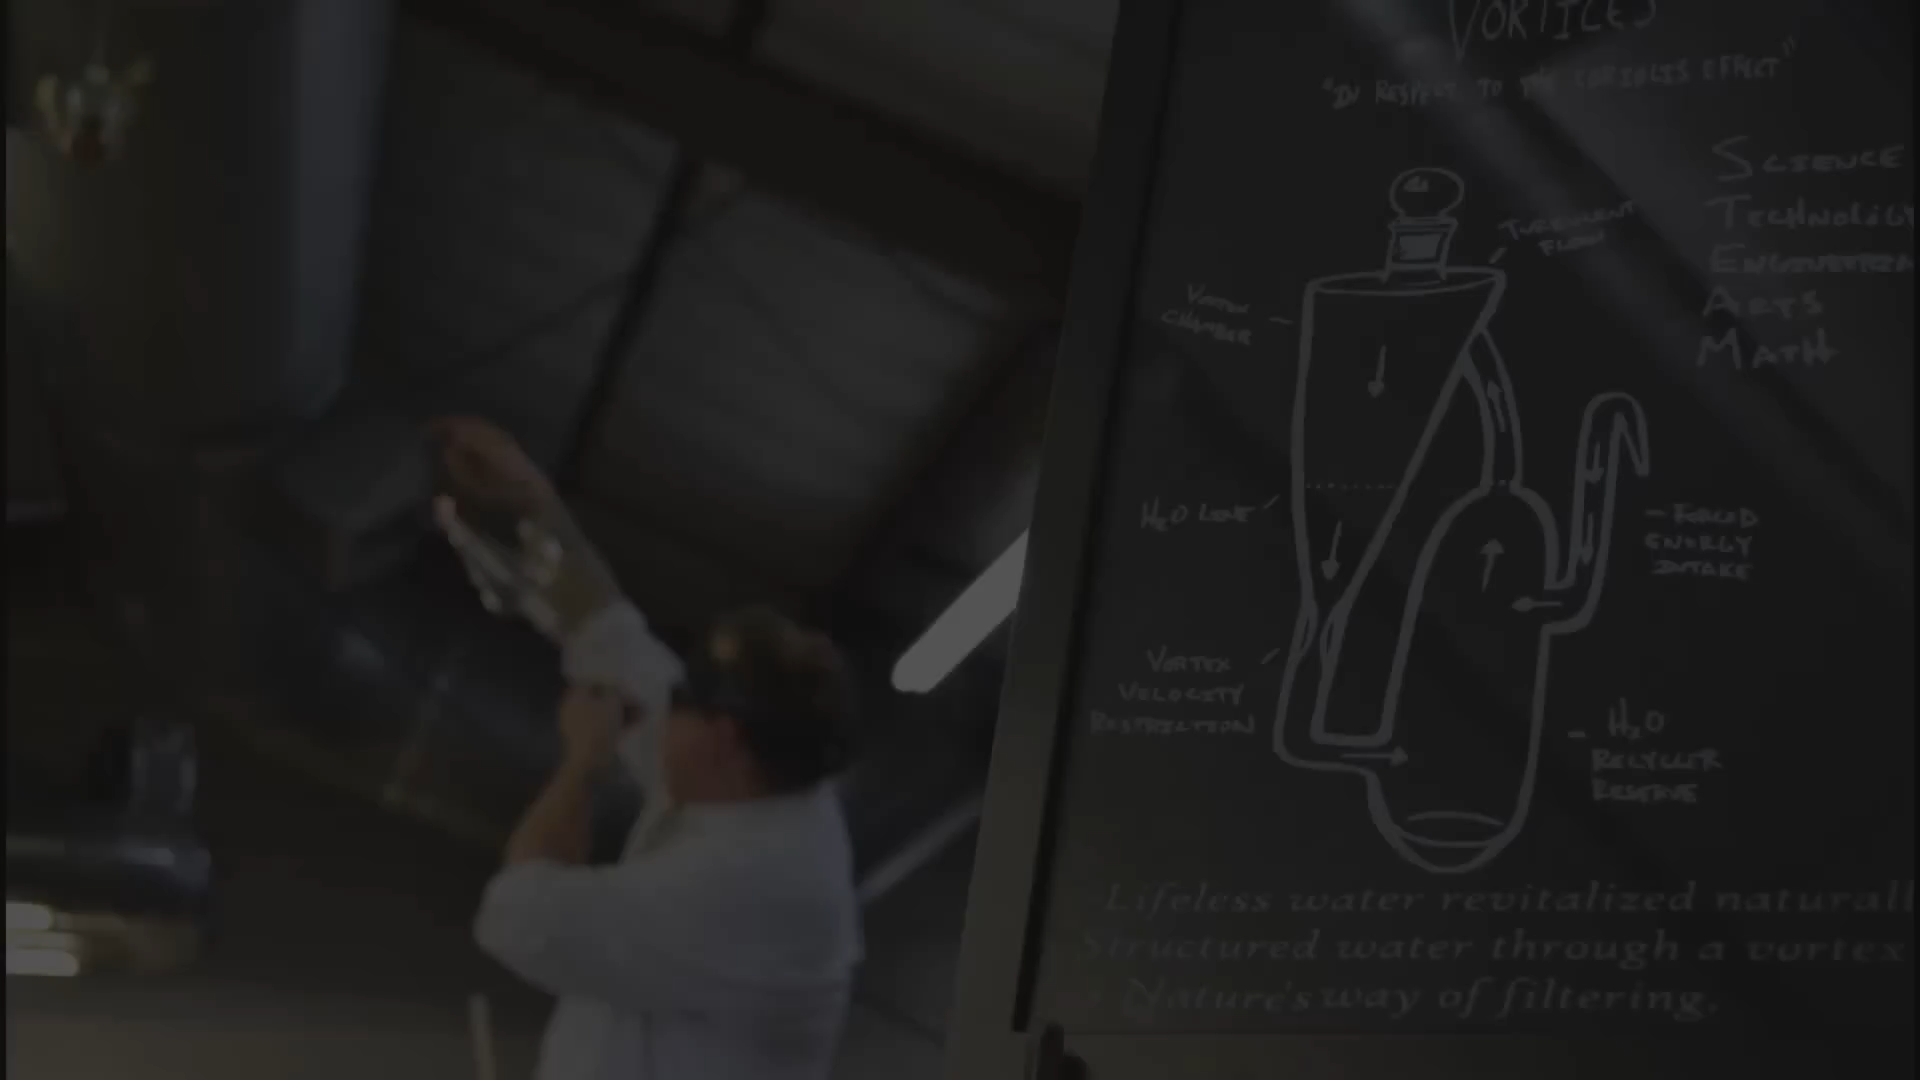 VORTICES
"IN RESPECT TO THE CORIOLIS EFFECT"
SCIENCE
TECHNOLOGY
ENGINEERIN
ARTS
MATH
TURBULENT
FLOW
VORTEX
CHAMBER
H2O LINE
FORCED
ENERGY
INTAKE
VORTEX
VELOCITY
RESTRICTION
H2O
RECYCLER
RESERVE
Lifeless water revitalized naturall
Structured water through a vortex
Nature's way of filtering.